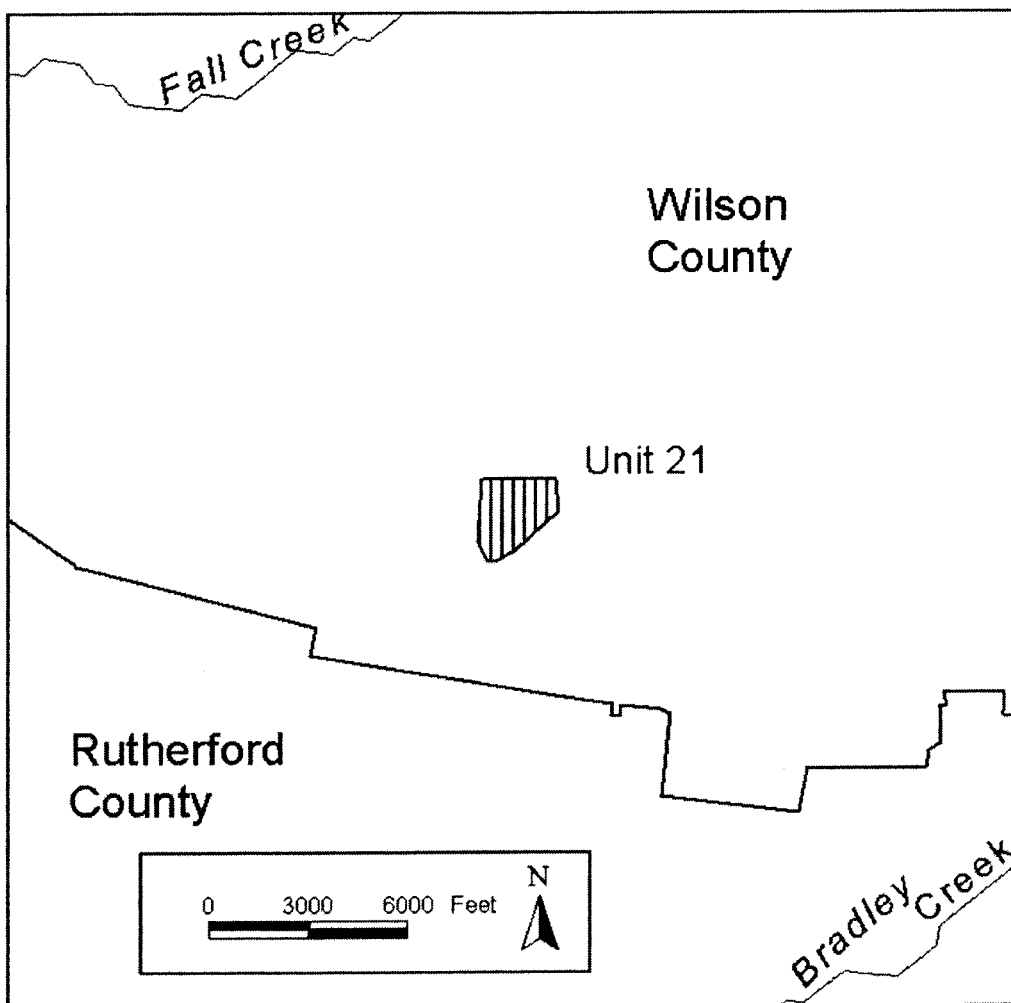 Fall Creek
Wilson
County
Unit 21
Rutherford
County
0 3000 6000 Feet
N
Bradley Creek